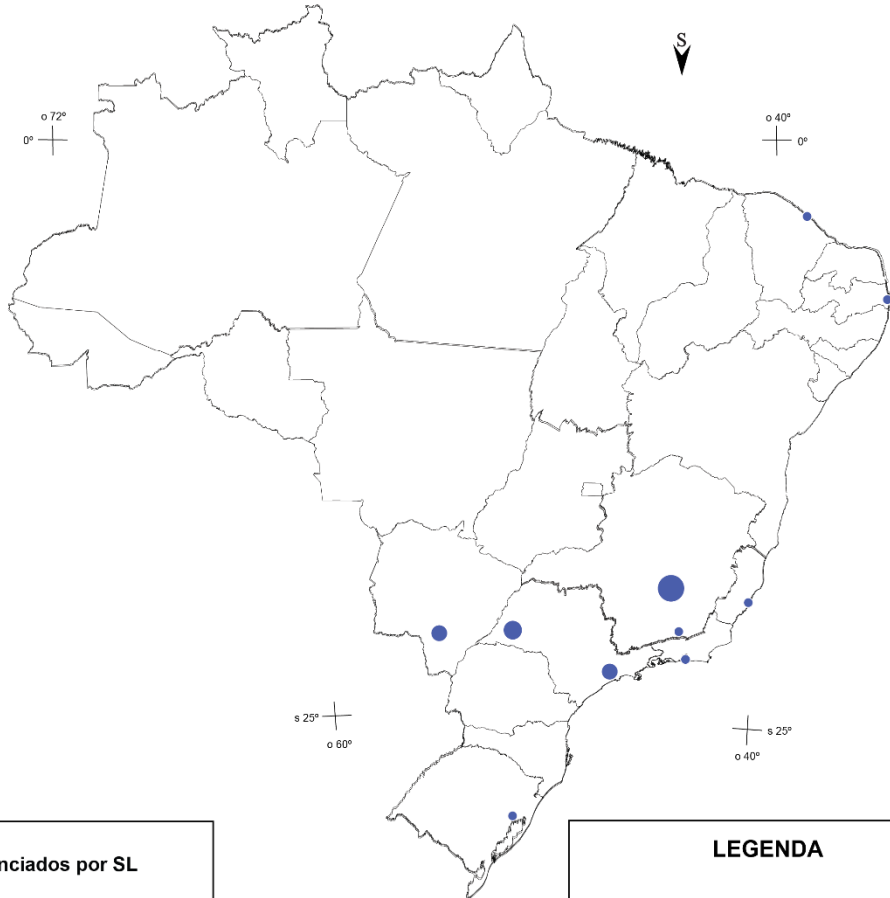 S
o 72º
0º
o 40º
0º
s 25º
o 60º
s 25º
o 40º
nciados por SL
LEGENDA